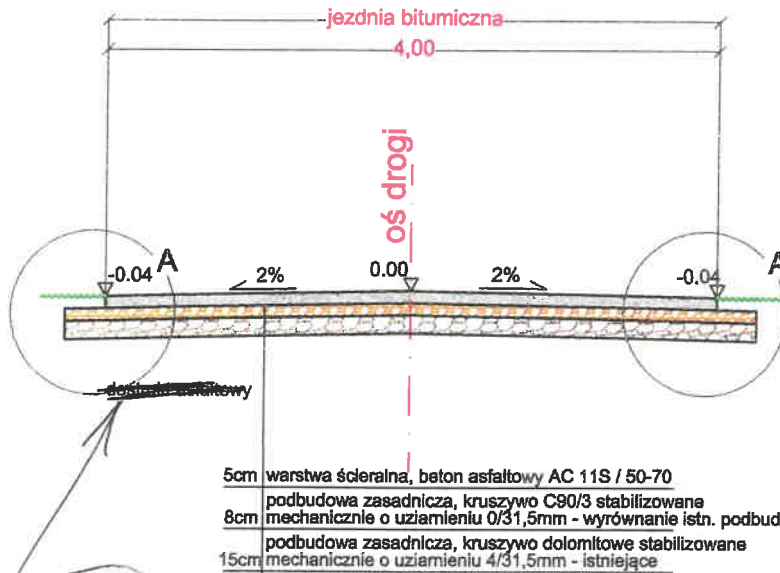 jezdnia bitumiczna
4,00
oś drogi
-0.04 A 2% 0.00 2% -0.04 A
asfaltowy
5cm warstwa ścieralna, beton asfaltowy AC 11S / 50-70
podbudowa zasadnicza, kruszywo C90/3 stabilizowane
8cm mechanicznie o uziarnieniu 0/31,5mm - wyrównanie istn. podbud
podbudowa zasadnicza, kruszywo dolomitowe stabilizowane
15cm mechanicznie o uziarnieniu 4/31,5mm - istniejące